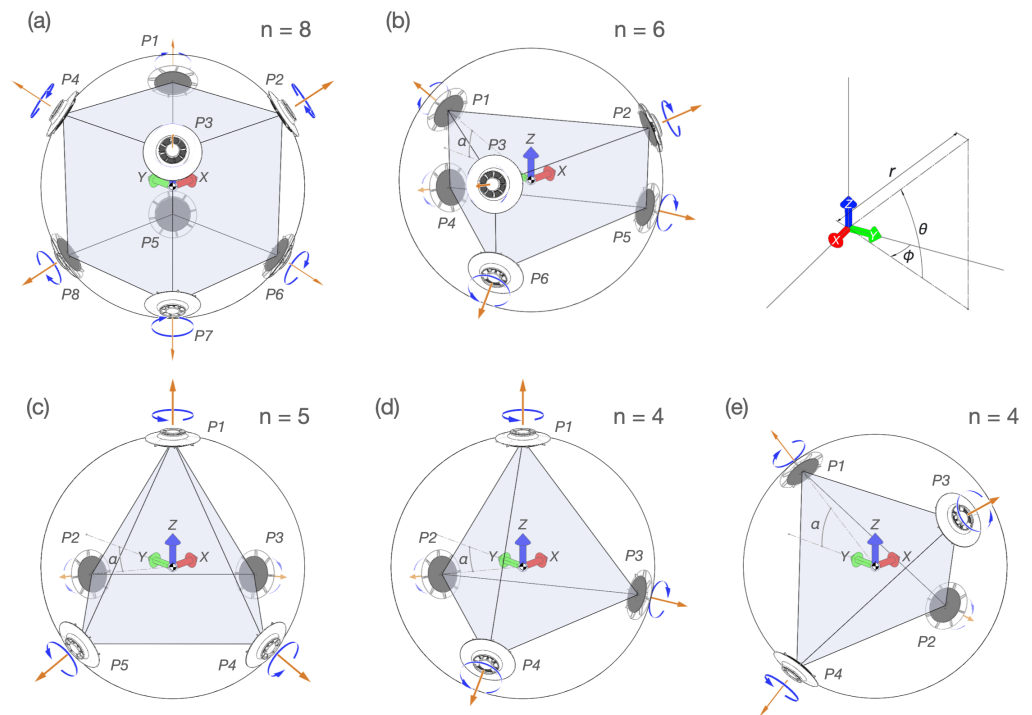 (a)
n = 8
P1
P4
P2
P3
Y
X
P5
P8
P6
P7
(b)
n = 6
P1
P2
α
P3
Z
X
P4
P5
P6
r
θ
Z
X
Y
ϕ
(c)
n = 5
P1
P2
Z
P3
α
Y
X
P5
P4
(d)
n = 4
P1
P2
Z
P3
α
Y
X
P4
(e)
n = 4
P1
P3
α
Z
Y
X
P2
P4